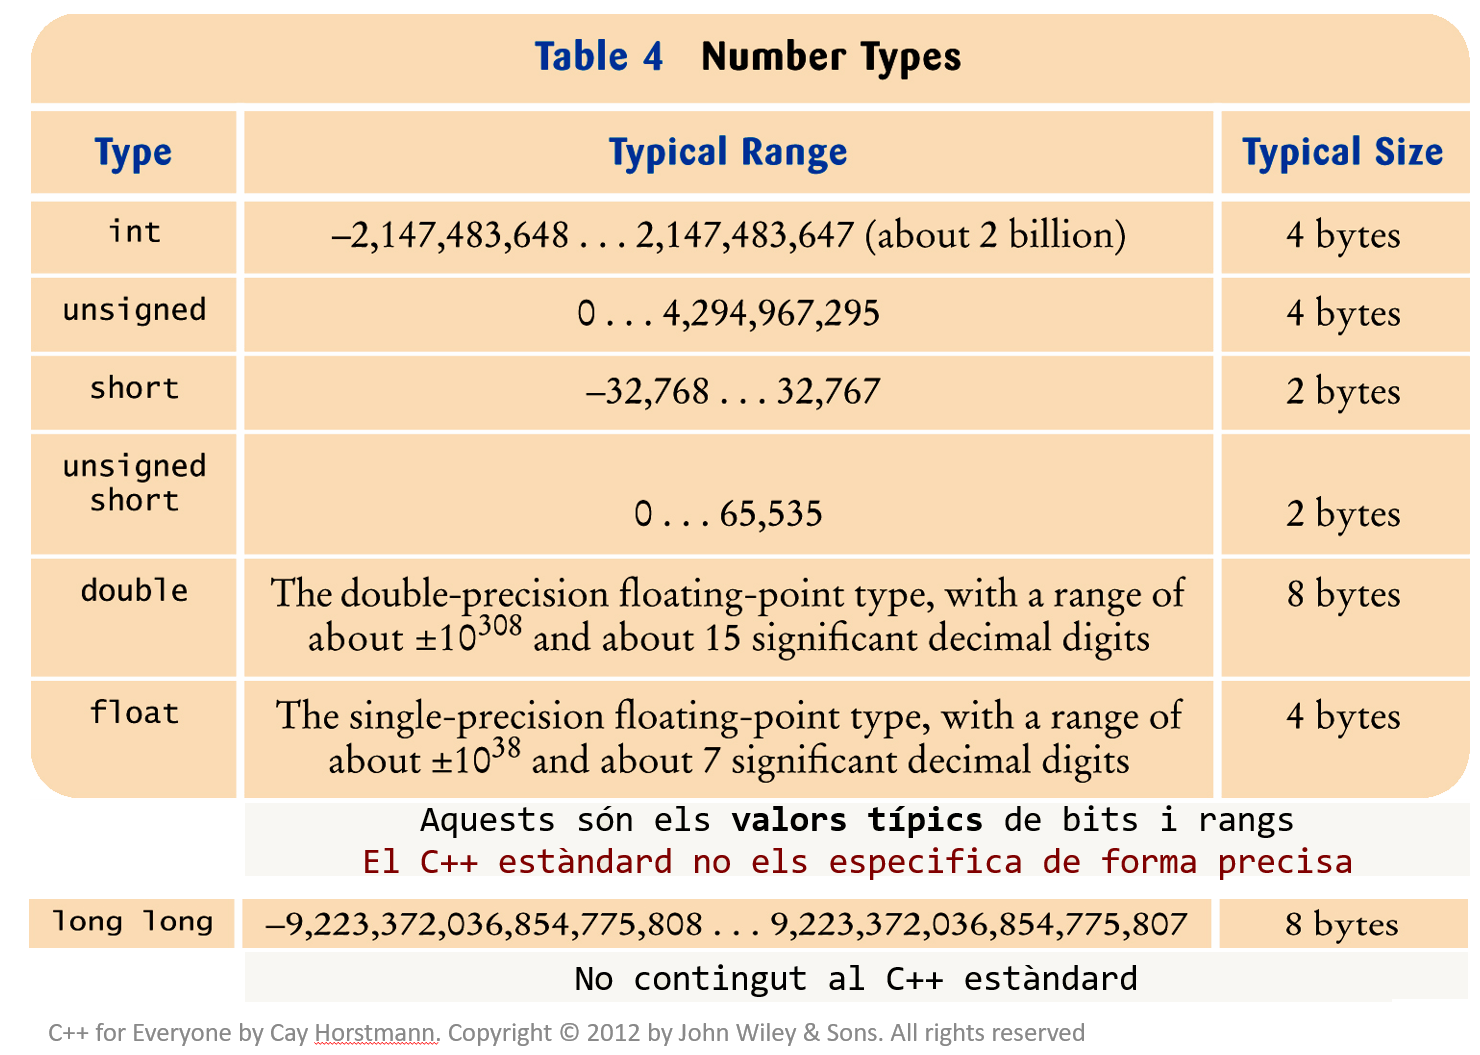 Table 4 Number Types
Type Typical Range Typical Size
int –2,147,483,648 . . . 2,147,483,647 (about 2 billion) 4 bytes
unsigned 0 . . . 4,294,967,295 4 bytes
short –32,768 . . . 32,767 2 bytes
unsigned
short 0 . . . 65,535 2 bytes
double The double-precision floating-point type, with a range of 8 bytes
about ±10³⁰⁸ and about 15 significant decimal digits
float The single-precision floating-point type, with a range of 4 bytes
about ±10³⁸ and about 7 significant decimal digits
Aquests són els valors típics de bits i rangs
El C++ estàndard no els especifica de forma precisa
long long –9,223,372,036,854,775,808 . . . 9,223,372,036,854,775,807 8 bytes
No contingut al C++ estàndard
C++ for Everyone by Cay Horstmann. Copyright © 2012 by John Wiley & Sons. All rights reserved